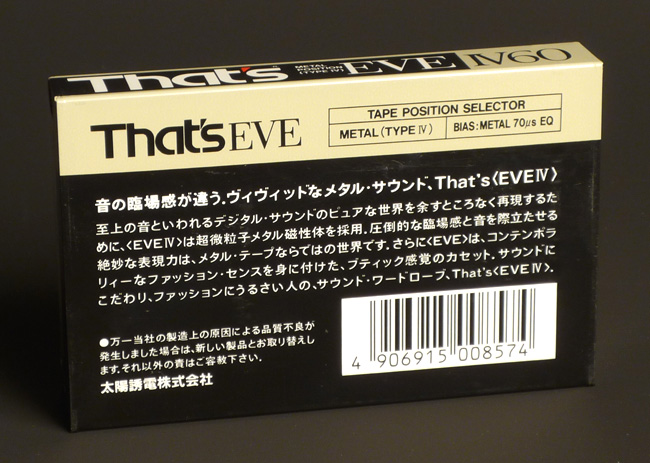 That's METAL POSITION (TYPE IV) EVE IV60
That's EVE
TAPE POSITION SELECTOR
METAL (TYPE IV) BIAS: METAL 70μs EQ
音の臨場感が違う。ヴィヴィッドなメタル・サウンド、That's〈EVE IV〉
至上の音といわれるデジタル・サウンドのピュアな世界を余すところなく再現するた
めに、〈EVE IV〉は超微粒子メタル磁性体を採用。圧倒的な臨場感と音を際立たせる
絶妙な表現力は、メタル・テープならではの世界です。さらに〈EVE〉は、コンテンポラ
リィーなファッション・センスを身に付けた、ブティック感覚のカセット。サウンドに
こだわり、ファッションにうるさい人の、サウンド・ワードローブ、That's〈EVE IV〉。
●万一当社の製造上の原因による品質不良が
発生しました場合は、新しい製品とお取り替えし
ます。それ以外の責はご容赦下さい。
太陽誘電株式会社
4 906915 008574